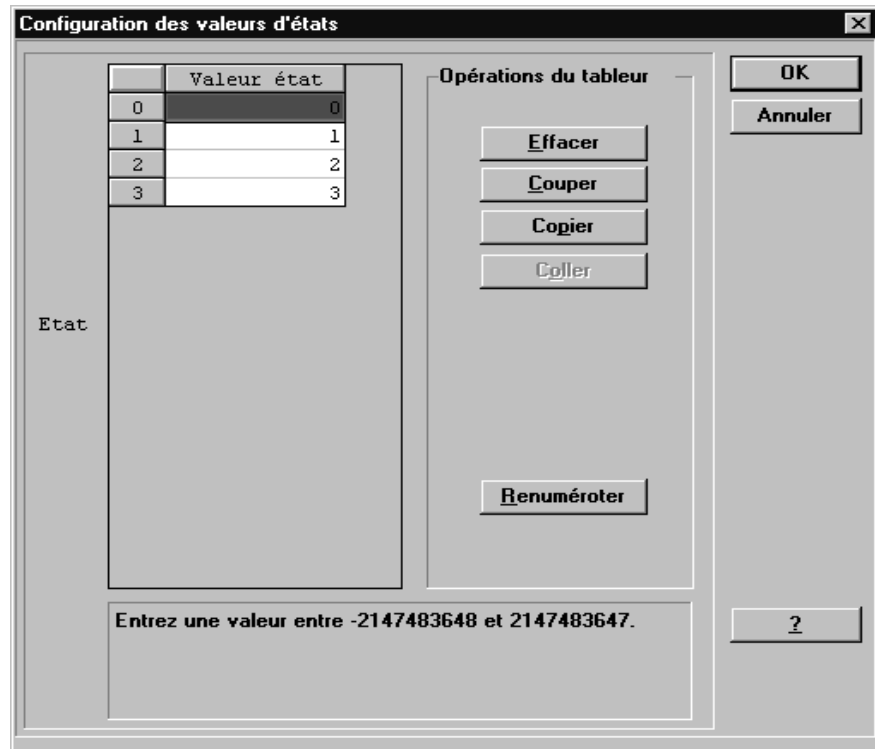 Configuration des valeurs d'états
Valeur état
0 0
1 1
2 2
3 3
Etat
Opérations du tableur
Effacer
Couper
Copier
Coller
Renuméroter
OK
Annuler
Entrez une valeur entre -2147483648 et 2147483647.
?